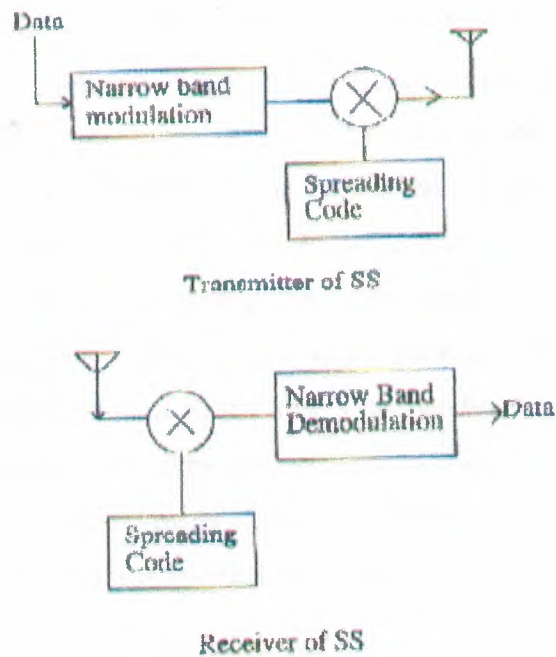 Data
Narrow band
modulation
Spreading
Code
Transmitter of SS
Narrow Band
Demodulation
Data
Spreading
Code
Receiver of SS